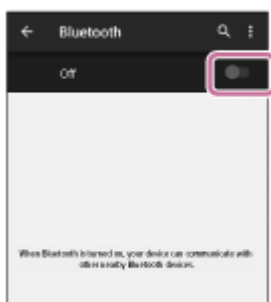 Bluetooth
Off
When Bluetooth is turned on, your device can communicate with
other nearby Bluetooth devices.